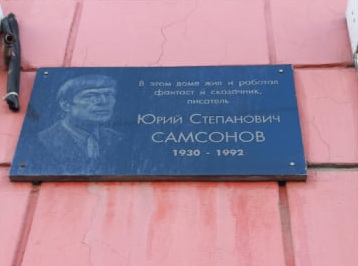 В этом доме жил и работал
фантаст и сказочник,
писатель
Юрий Степанович
САМСОНОВ
1930 - 1992